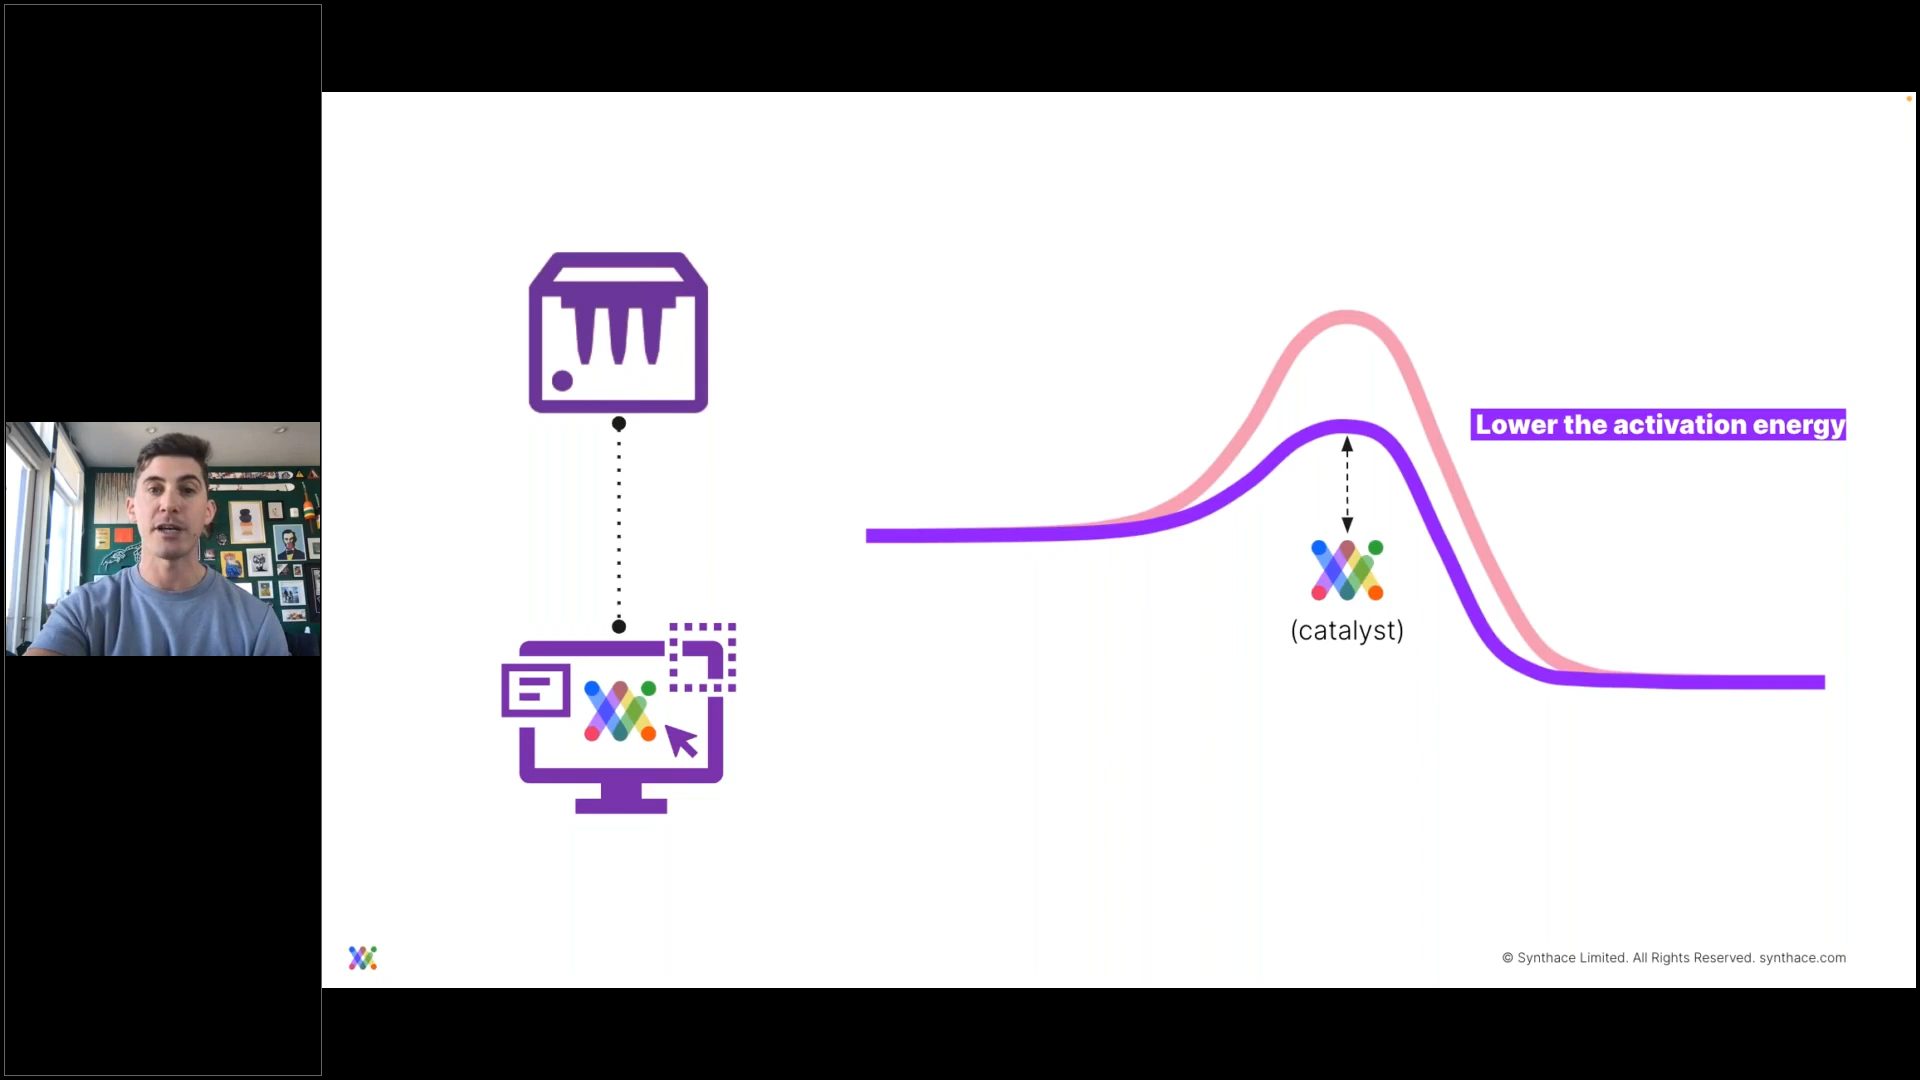 Lower the activation energy
(catalyst)
© Synthace Limited. All Rights Reserved. synthace.com